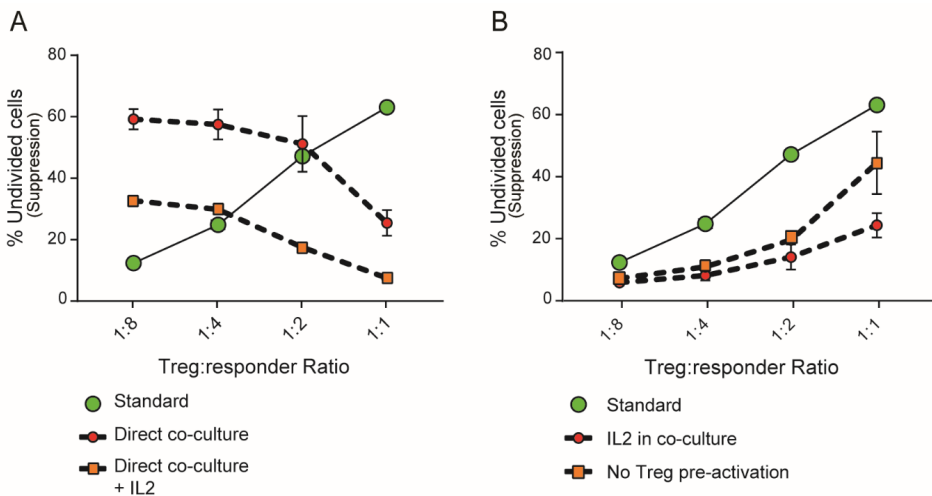 A
% Undivided cells
(Suppression)
80
60
40
20
0
1:8
1:4
1:2
1:1
Treg:responder Ratio
Standard
Direct co-culture
Direct co-culture
+ IL2
B
% Undivided cells
(Suppression)
80
60
40
20
0
1:8
1:4
1:2
1:1
Treg:responder Ratio
Standard
IL2 in co-culture
No Treg pre-activation